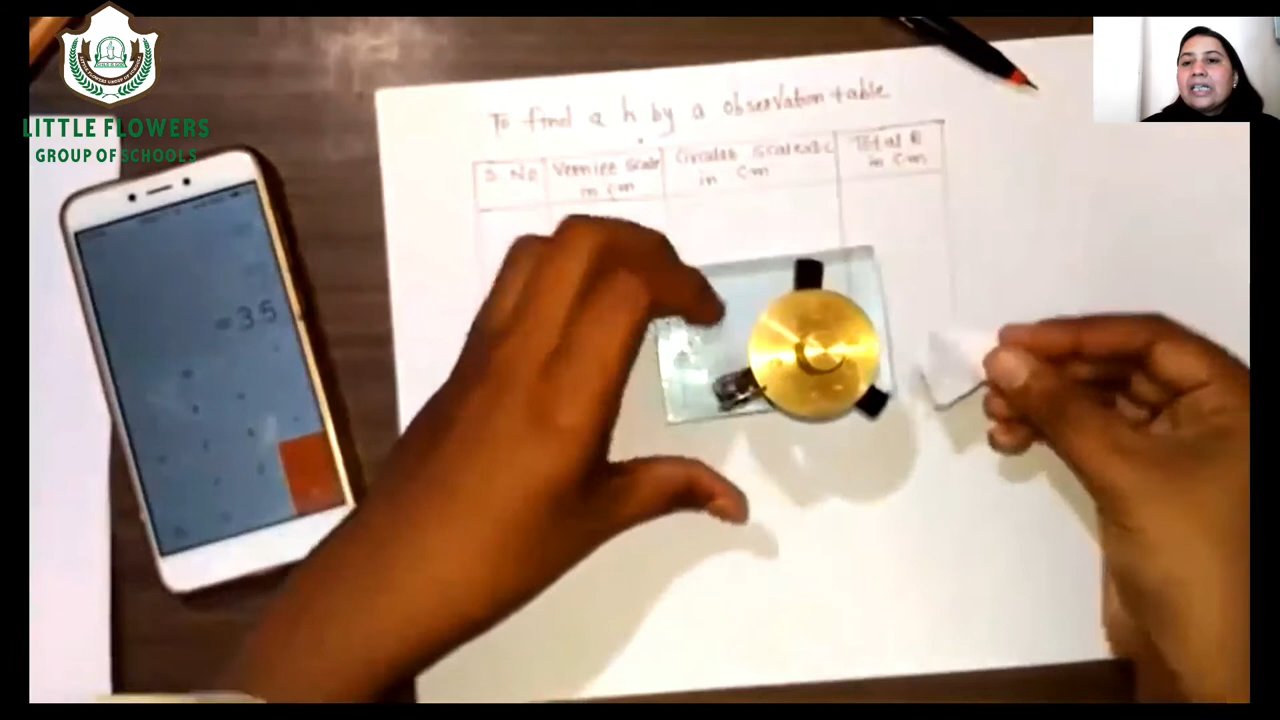 LITTLE FLOWERS
GROUP OF SCHOOLS
To find a h by a observation table
S. No Vernice Scale in cm
Circular Scale in cm
Total in cm
=35